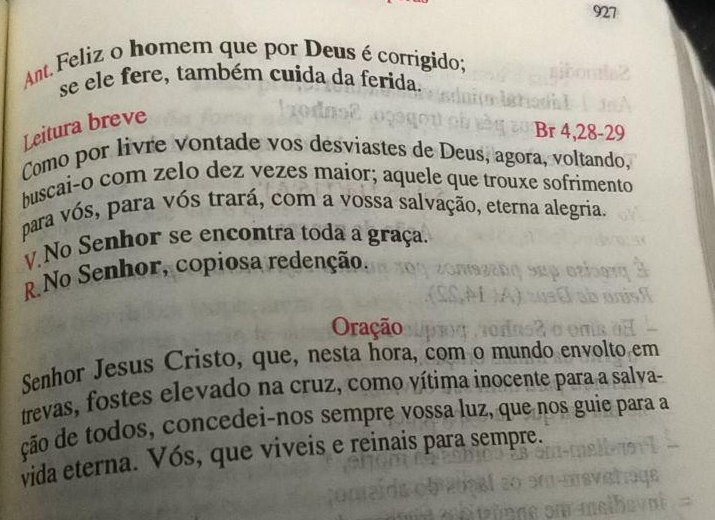 927
Ant. Feliz o homem que por Deus é corrigido;
se ele fere, também cuida da ferida.
Leitura breve
Br 4,28-29
Como por livre vontade vos desviastes de Deus, agora, voltando,
buscai-o com zelo dez vezes maior; aquele que trouxe sofrimento
para vós, para vós trará, com a vossa salvação, eterna alegria.
V. No Senhor se encontra toda a graça.
R. No Senhor, copiosa redenção.
Oração
Senhor Jesus Cristo, que, nesta hora, com o mundo envolto em
trevas, fostes elevado na cruz, como vítima inocente para a salva-
ção de todos, concedei-nos sempre vossa luz, que nos guie para a
vida eterna. Vós, que viveis e reinais para sempre.